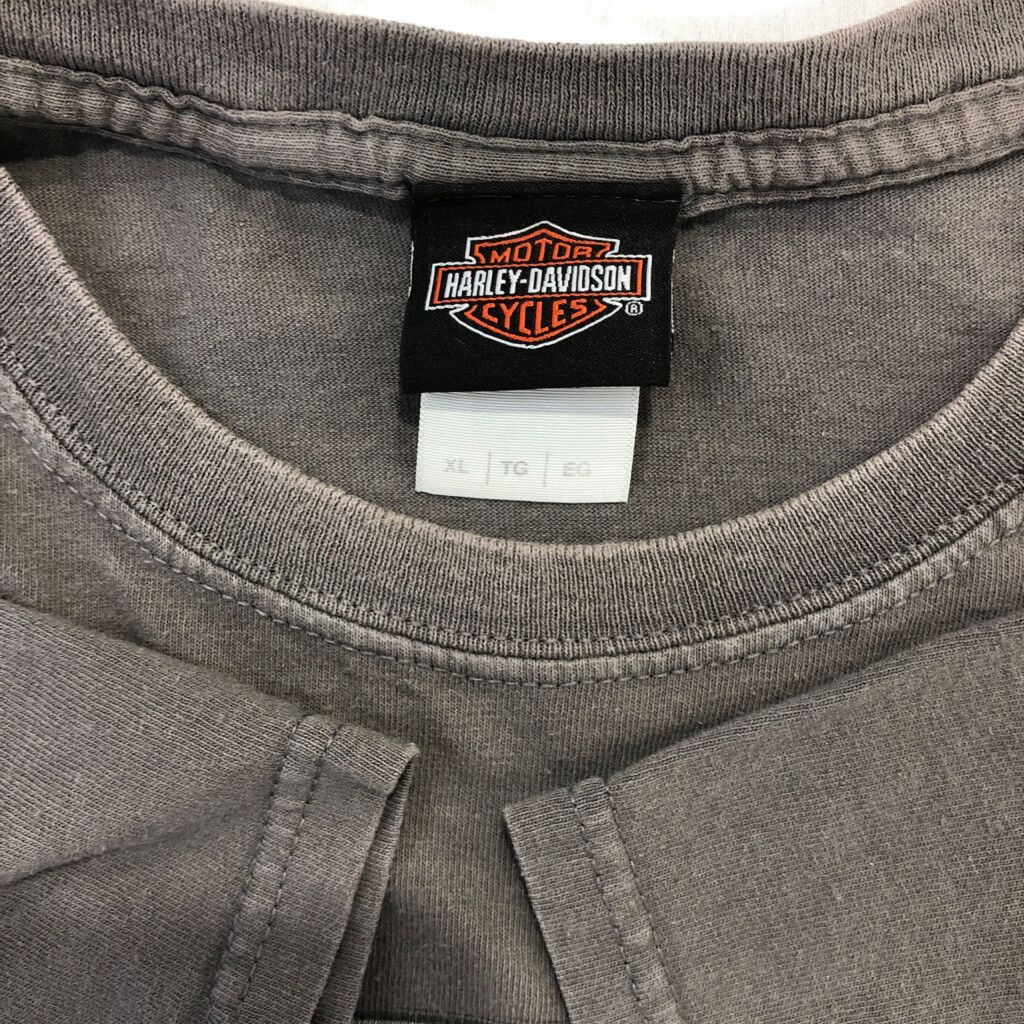 MOTOR
HARLEY-DAVIDSON
CYCLES ®
XL | TG | EG